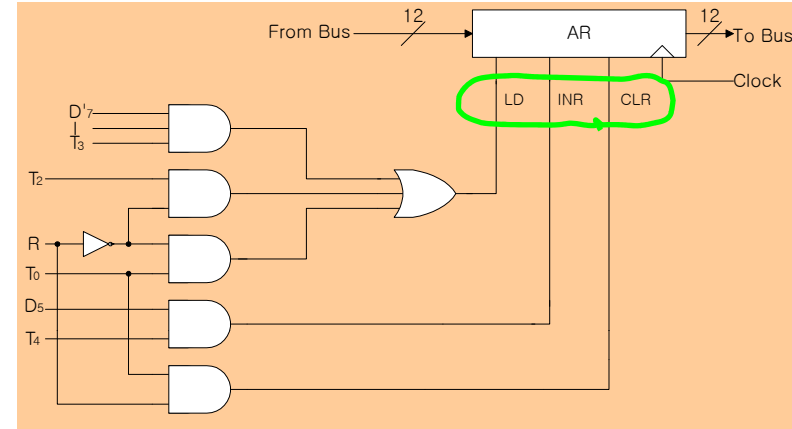 12
12
From Bus
AR
To Bus
LD
INR
CLR
Clock
D'7
I
T3
T2
R
T0
D5
T4